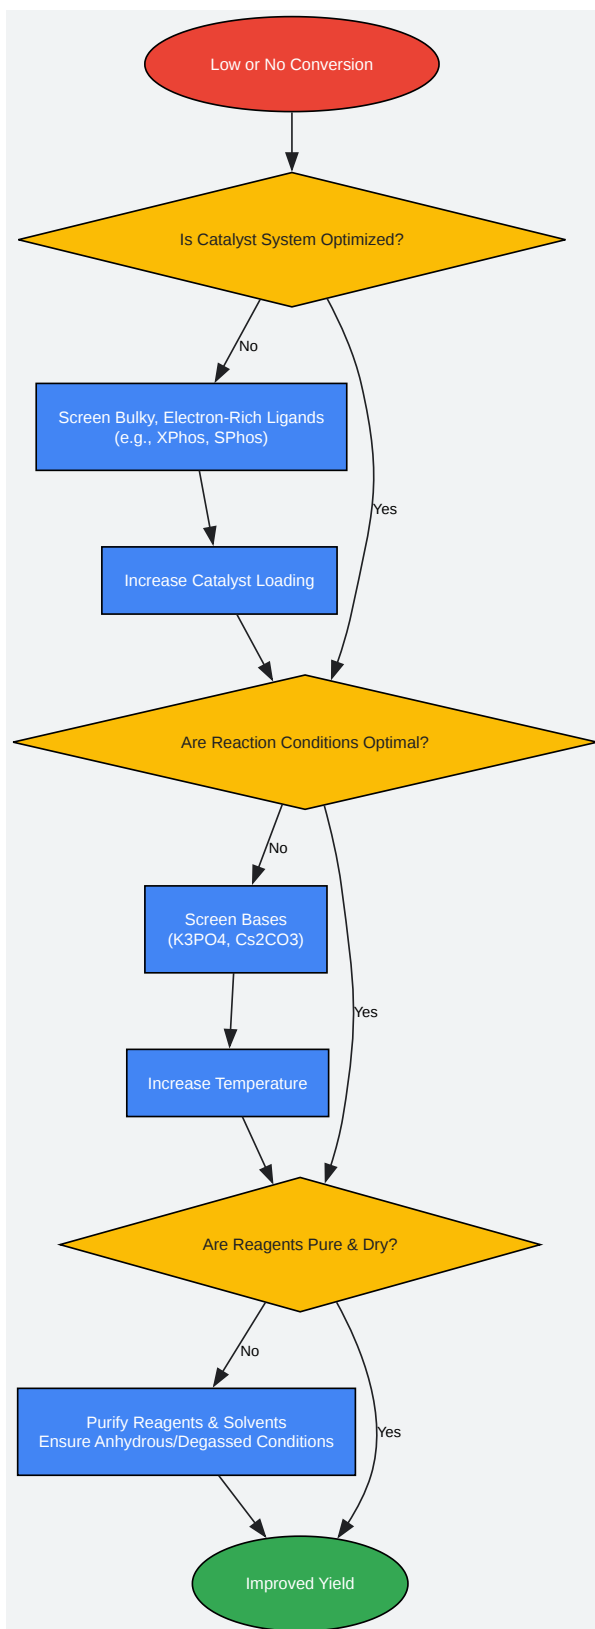 Low or No Conversion
Is Catalyst System Optimized?
No
Screen Bulky, Electron-Rich Ligands
(e.g., XPhos, SPhos)
Yes
Increase Catalyst Loading
Are Reaction Conditions Optimal?
No
Screen Bases
(K3PO4, Cs2CO3)
Yes
Increase Temperature
Are Reagents Pure & Dry?
No
Purify Reagents & Solvents
Yes
Ensure Anhydrous/Degassed Conditions
Improved Yield